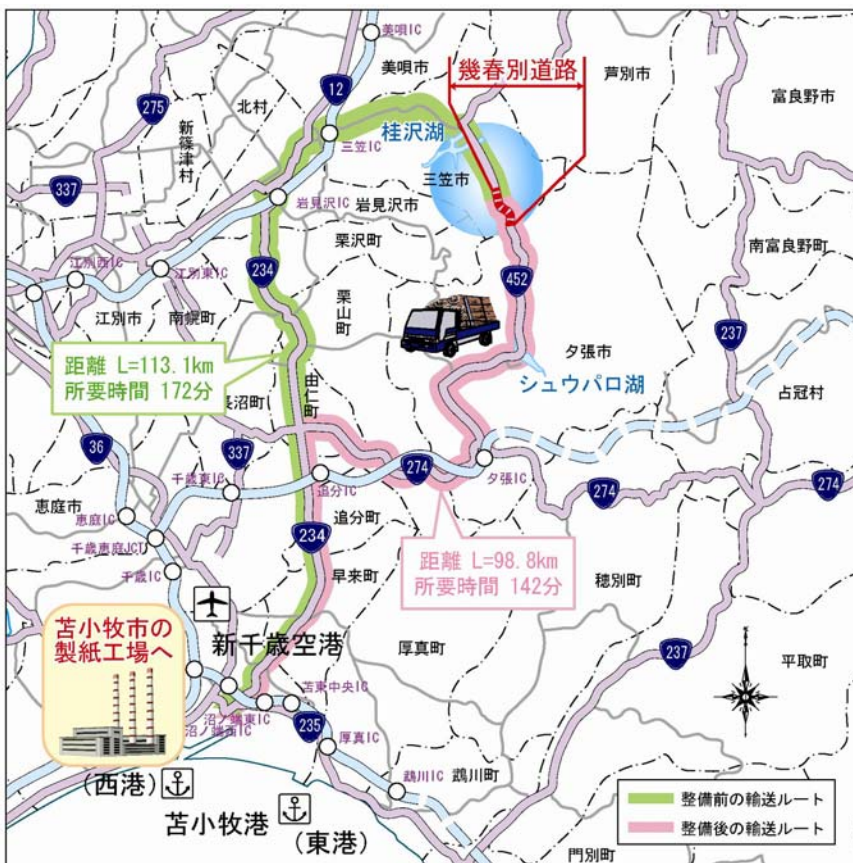 美唄IC
美唄市
幾春別道路
芦別市
富良野市
275
北村
12
新篠津村
桂沢湖
三笠IC
三笠市
337
岩見沢IC
岩見沢市
栗沢町
南富良野町
江別西IC
江別東IC
234
452
栗山町
江別市
南幌町
237
夕張市
シュウパロ湖
占冠村
距離 L=113.1km
所要時間 172分
由仁町
長沼町
36
337
千歳東IC
274
夕張IC
274
274
追分IC
恵庭市
恵庭IC
追分町
234
千歳恵庭JCT
距離 L=98.8km
所要時間 142分
千歳IC
早来町
穂別町
苫小牧市の
製紙工場へ
新千歳空港
厚真町
237
平取町
苫東中央IC
沼ノ端東IC
沼ノ端西IC
235
厚真IC
(西港)
鵡川IC
鵡川町
苫小牧港
(東港)
門別町
整備前の輸送ルート
整備後の輸送ルート